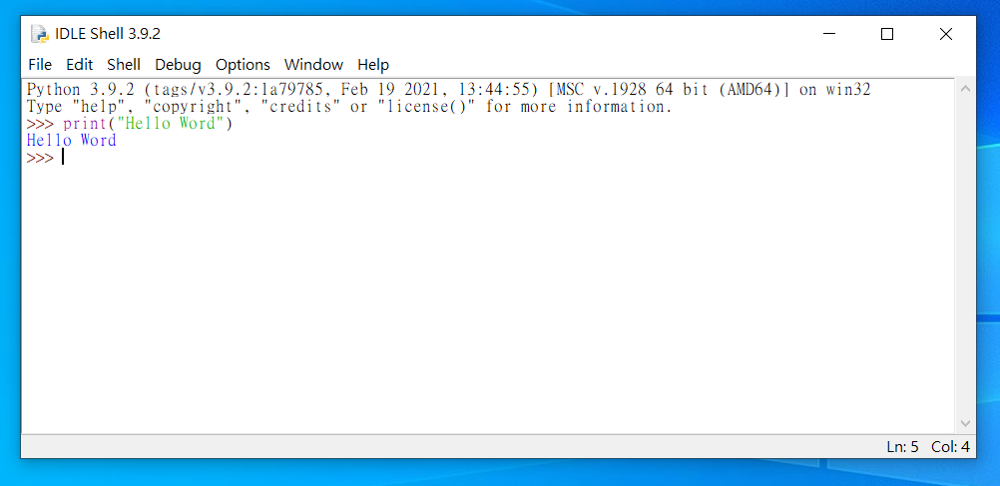 IDLE Shell 3.9.2
File Edit Shell Debug Options Window Help
Python 3.9.2 (tags/v3.9.2:1a79785, Feb 19 2021, 13:44:55) [MSC v.1928 64 bit (AMD64)] on win32
Type "help", "copyright", "credits" or "license()" for more information.
>>> print("Hello Word")
Hello Word
>>>
Ln: 5 Col: 4